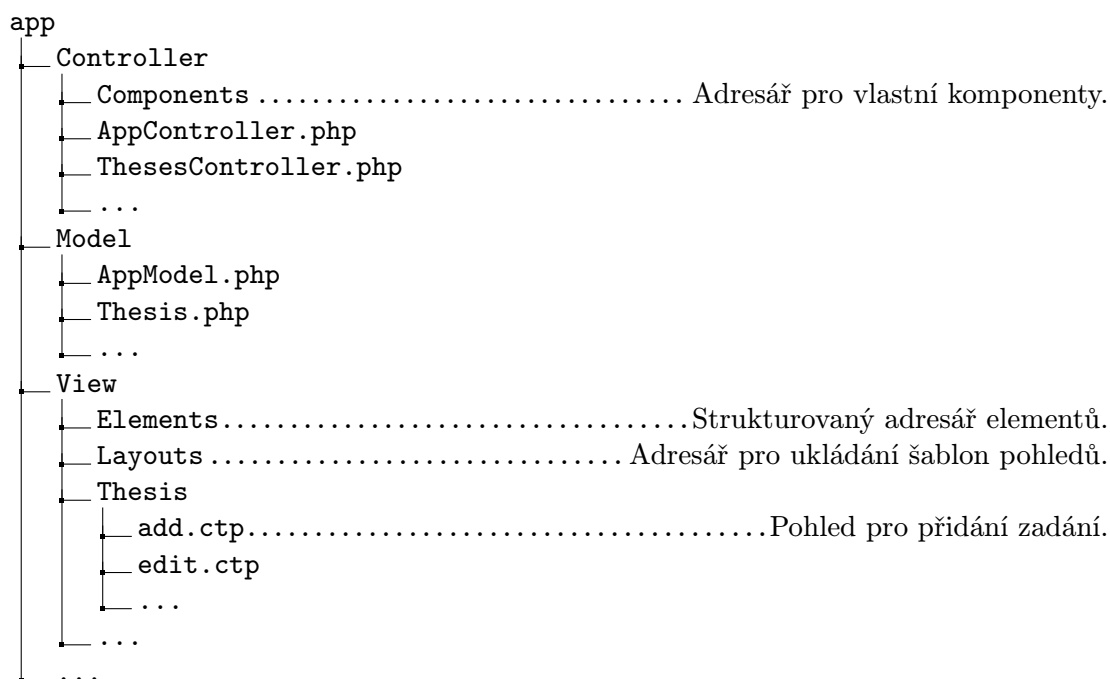 app
Controller
Components ................................ Adresář pro vlastní komponenty.
AppController.php
ThesesController.php
...
Model
AppModel.php
Thesis.php
...
View
Elements................................... Strukturovaný adresář elementů.
Layouts ............................... Adresář pro ukládání šablon pohledů.
Thesis
add.ctp....................................... Pohled pro přidání zadání.
edit.ctp
...
...
...